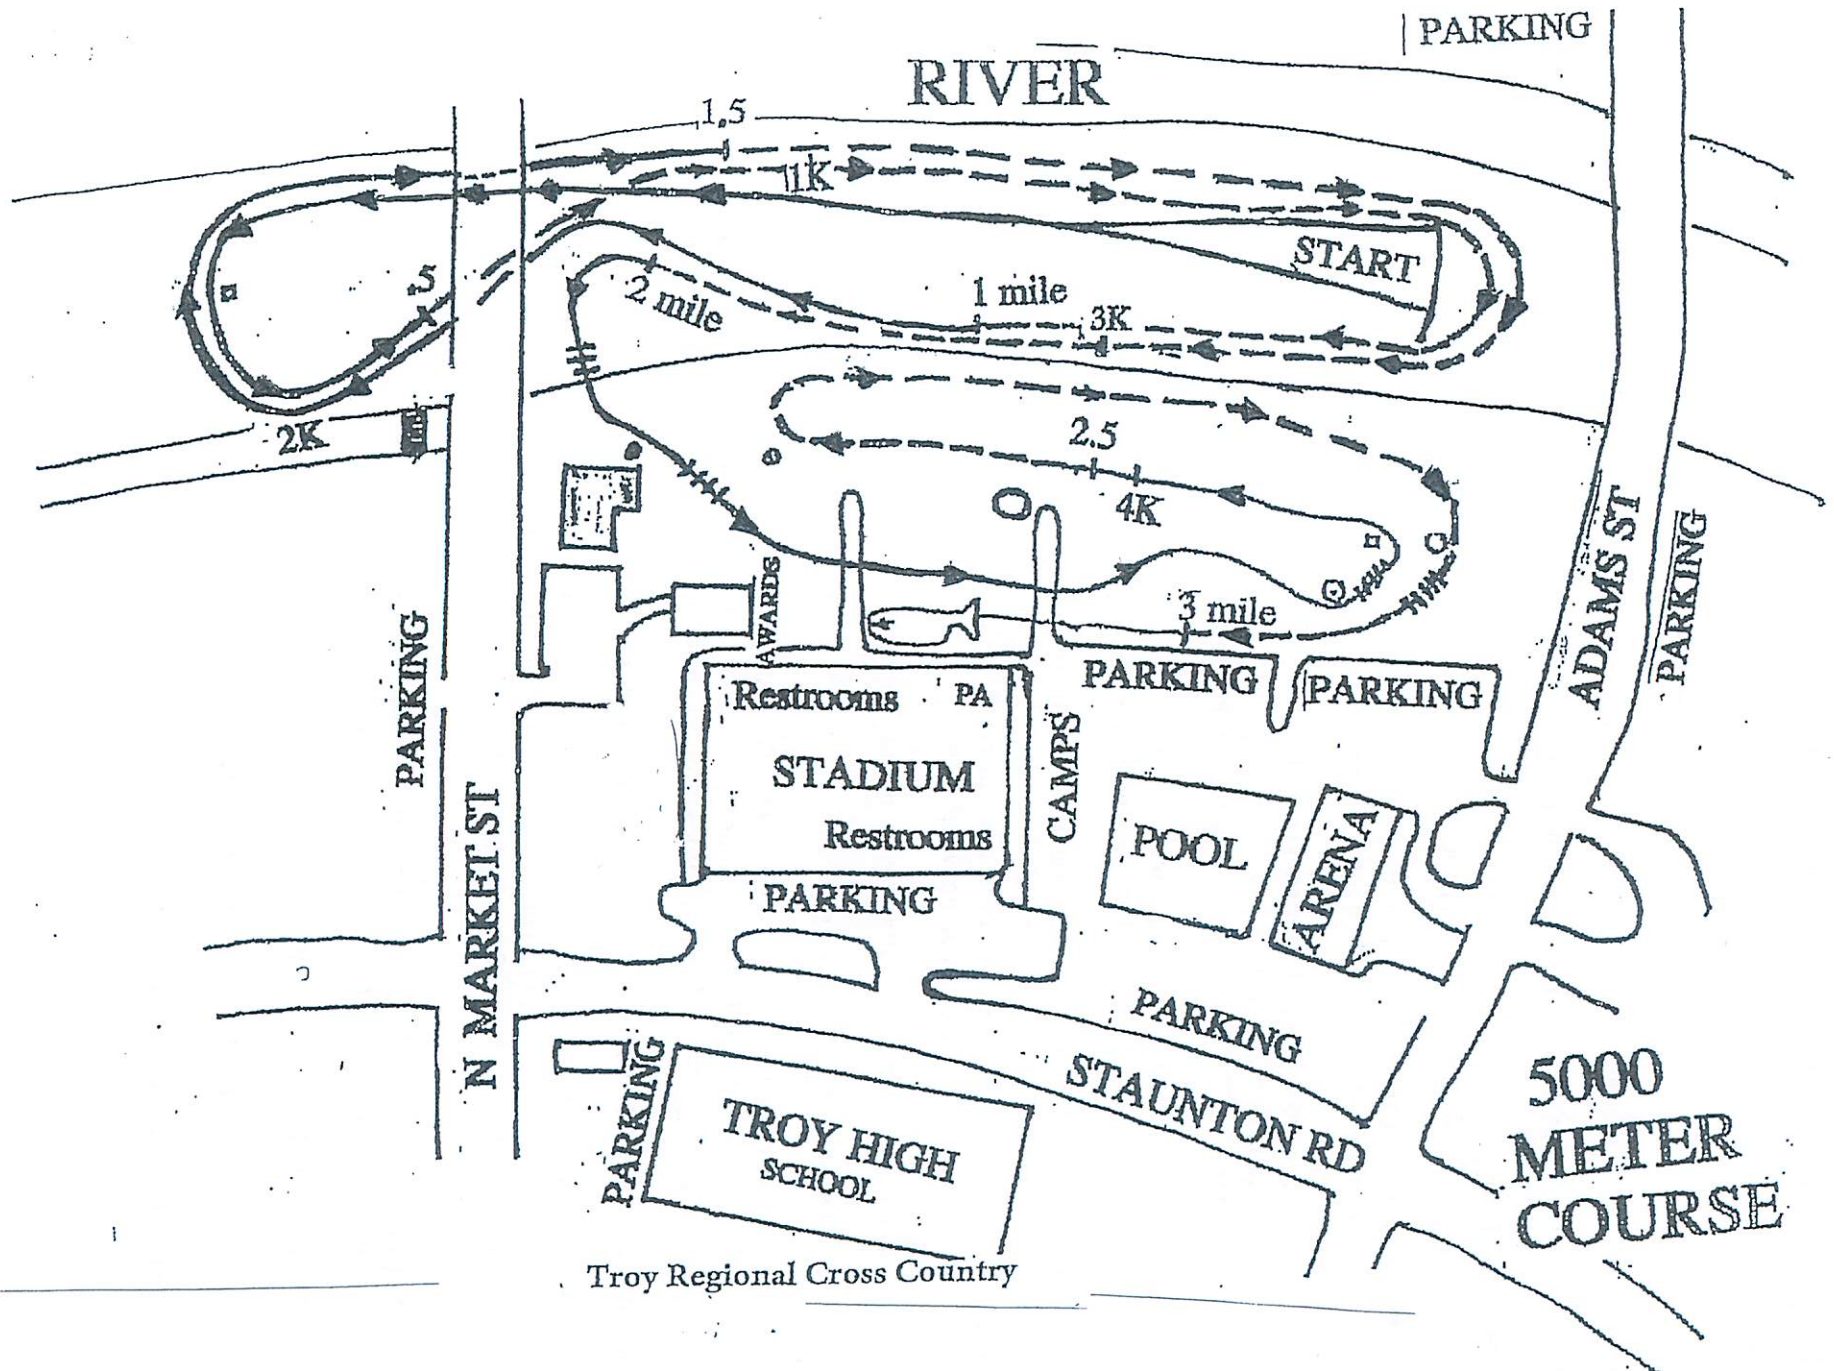 PARKING
RIVER
1.5
1K
START
.5
2 mile
1 mile
3K
2K
2.5
4K
ADAMS ST
PARKING
AWARDS
3 mile
PARKING
PARKING
PARKING
Restrooms
PA
STADIUM
Restrooms
CAMPS
POOL
ARENA
PARKING
N MARKET ST
PARKING
STAUNTON RD
PARKING
TROY HIGH
SCHOOL
5000
METER
COURSE
Troy Regional Cross Country